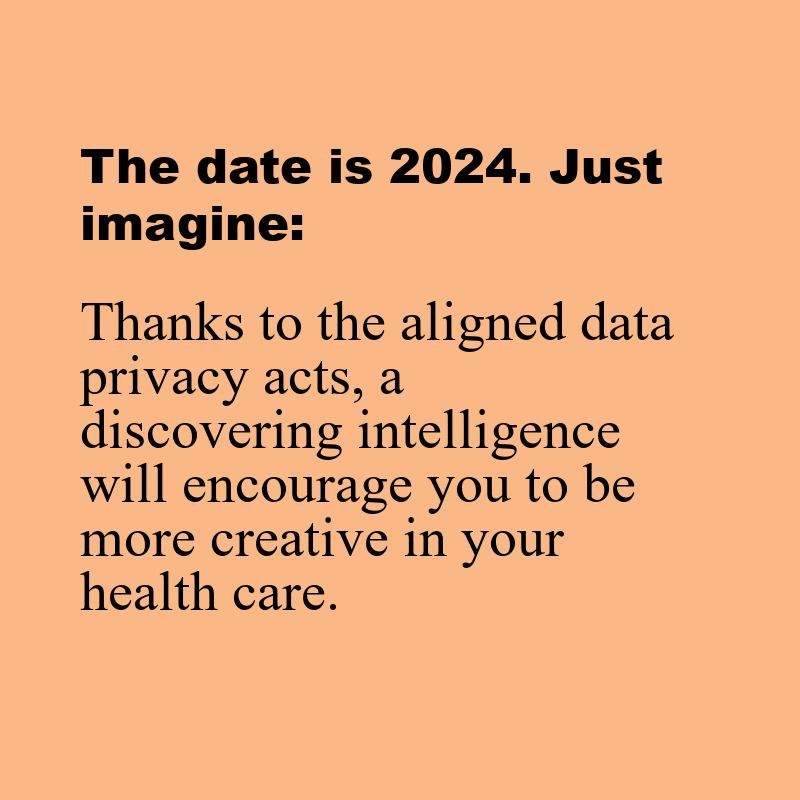 The date is 2024. Just
imagine:
Thanks to the aligned data
privacy acts, a
discovering intelligence
will encourage you to be
more creative in your
health care.